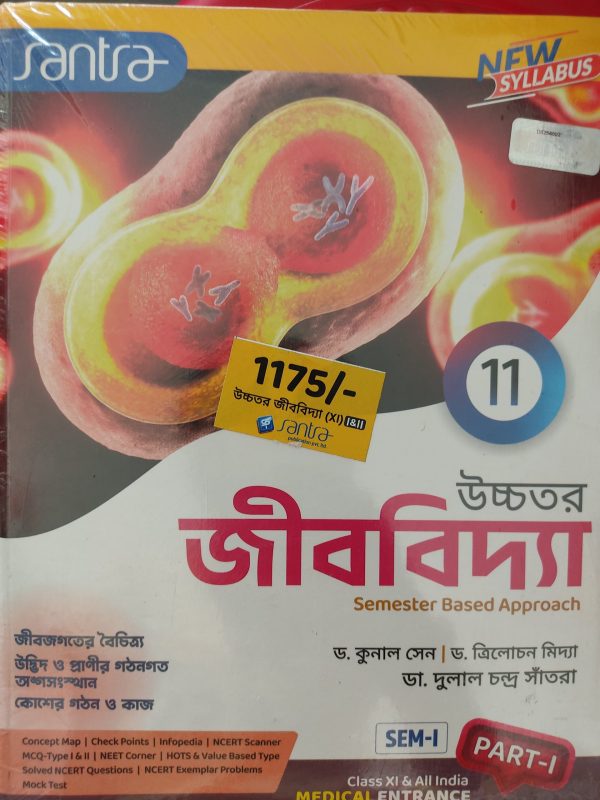 Santra
NEW
SYLLABUS
1175/-
উচ্চতর জীববিদ্যা (XI) I&II
Santra
publication pvt. ltd.
11
উচ্চতর
জীববিদ্যা
Semester Based Approach
জীবজগতের বৈচিত্র্য
উদ্ভিদ ও প্রাণীর গঠনগত
অঙ্গসংস্থান
কোশের গঠন ও কাজ
ড. কুনাল সেন | ড. ত্রিলোচন মিদ্যা
ডা. দুলাল চন্দ্র সাঁতরা
Concept Map | Check Points | Infopedia | NCERT Scanner
MCQ-Type I & II | NEET Corner | HOTS & Value Based Type
Solved NCERT Questions | NCERT Exemplar Problems
Mock Test
SEM-I
PART-I
Class XI & All India
MEDICAL ENTRANCE